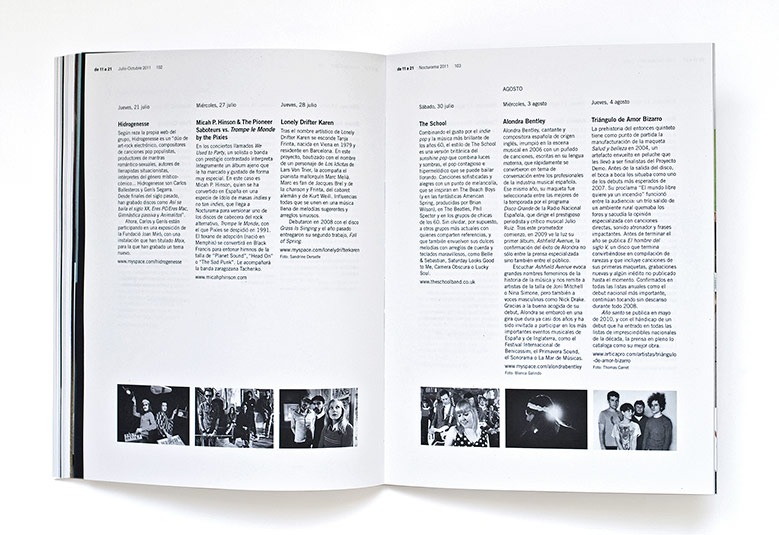 de 11 a 21 Julio-Octubre 2011 102
Jueves, 21 julio
Hidrogenesse
Según reza la propia web del
grupo, Hidrogenesse es un "dúo de
art-rock electrónico, compositores
de canciones pop populistas,
productores de mantras
romántico-sexuales, autores de
llenapistas situacionistas,
intérpretes del género místico-
cómico... Hidrogenesse son Carlos
Ballesteros y Genís Segarra.
Desde finales del siglo pasado,
han grabado discos como Así se
baila el siglo XX, Eres PC/Eres Mac,
Gimnàstica passiva y Animalitos".
Ahora, Carlos y Genís están
participando en una exposición de
la Fundació Joan Miró, con una
instalación que han titulado Moix,
para la que han grabado un tema
nuevo.
www.myspace.com/hidrogenesse
Miércoles, 27 julio
Micah P. Hinson & The Pioneer
Saboteurs vs. Trompe le Monde
by the Pixies
En los conciertos llamados We
Used to Party, un solista o banda
con prestigio contrastado interpreta
íntegramente un álbum ajeno que
le ha marcado y gustado de forma
muy especial. En este caso es
Micah P. Hinson, quien se ha
convertido en España en una
especie de ídolo de masas indies y
no tan indies, que llega a
Nocturama para versionar uno de
los discos de cabecera del rock
alternativo, Trompe le Monde, con
el que Pixies se despidió en 1991.
El texano de adopción (nació en
Memphis) se convertirá en Black
Francis para entonar himnos de la
talla de "Planet Sound", "Head On"
o "The Sad Punk". Le acompañará
la banda zaragozana Tachenko.
www.micahphinson.com
Jueves, 28 julio
Lonely Drifter Karen
Tras el nombre artístico de Lonely
Drifter Karen se esconde Tanja
Frinta, nacida en Viena en 1979 y
residente en Barcelona. En este
proyecto, bautizado con el nombre
de un personaje de Los idiotas de
Lars Von Trier, la acompaña el
pianista mallorquín Marc Melià,
Marc es fan de Jacques Brel y de
la chanson y Frinta, del cabaret
alemán y de Kurt Weill. Influencias
todas que se unen en una música
llena de melodías sugerentes y
arreglos sinuosos.
Debutaron en 2008 con el disco
Grass Is Singing y el año pasado
entregaron su segundo trabajo, Fall
of Spring.
www.myspace.com/lonelydrifterkaren
Foto: Sandrine Derselle
de 11 a 21 Nocturama 2011 103
Sábado, 30 julio
The School
Combinando el gusto por el indie
pop y la música más brillante de
los años 60, el estilo de The School
es una versión británica del
sunshine pop que combina luces
y sombras, el pop contagioso e
hipermelódico que se puede bailar
llorando. Canciones sofisticadas y
alegres con un punto de melancolía,
que se inspiran en The Beach Boys
(y en las fantásticas American
Spring, producidas por Brian
Wilson), en The Beatles, Phil
Spector y en los grupos de chicas
de los 60. Sin olvidar, por supuesto,
a otros grupos más actuales con
quienes comparten referencias, y
que también envuelven sus dulces
melodías con arreglos de cuerda y
teclados maravillosos, como Belle
& Sebastian, Saturday Looks Good
to Me, Camera Obscura o Lucky
Soul.
www.theschoolband.co.uk
AGOSTO
Miércoles, 3 agosto
Alondra Bentley
Alondra Bentley, cantante y
compositora española de origen
inglés, irrumpió en la escena
musical en 2006 con un puñado
de canciones, escritas en su lengua
materna, que rápidamente se
convirtieron en tema de
conversación entre los profesionales
de la industria musical española.
Ese mismo año, su maqueta fue
seleccionada entre las mejores de
la temporada por el programa
Disco Grande de la Radio Nacional
Española, que dirige el prestigioso
periodista y crítico musical Julio
Ruiz. Tras este prometedor
comienzo, en 2009 ve la luz su
primer álbum, Ashfield Avenue, la
confirmación del éxito de Alondra no
sólo entre la prensa especializada
sino también entre el público.
Escuchar Ashfield Avenue evoca
grandes nombres femeninos de la
historia de la música y nos remite a
artistas de la talla de Joni Mitchell
o Nina Simone, pero también a
voces masculinas como Nick Drake.
Gracias a la buena acogida de su
debut, Alondra se embarcó en una
gira que dura ya casi dos años y ha
sido invitada a participar en los más
importantes eventos musicales de
España y de Inglaterra, como el
Festival Internacional de
Benicassim, el Primavera Sound,
el Sonorama o La Mar de Músicas.
www.myspace.com/alondrabentley
Foto: Blanca Galindo
Jueves, 4 agosto
Triángulo de Amor Bizarro
La prehistoria del entonces quinteto
tiene como punto de partida la
manufacturación de la maqueta
Salud y belleza en 2004, un
artefacto envuelto en peluche que
les llevó a ser finalistas del Proyecto
Demo. Antes de la salida del disco,
el boca a boca los situaba como uno
de los debuts más esperados de
2007. Su proclama "El mundo libre
quiere ya un incendio" funcionó
entre la audiencia: un trío salido de
un ambiente rural quemaba los
foros y sacudía la opinión
especializada con canciones
directas, sonido atronador y frases
impactantes. Antes de terminar el
año se publica El hombre del
siglo V, un disco que termina
convirtiéndose en compilación de
rarezas y que incluye canciones de
sus primeras maquetas, grabaciones
nuevas y algún inédito no publicado
hasta el momento. Confirmados en
todas las listas anuales como el
debut nacional más importante,
continúan tocando sin descanso
durante todo 2008.
Año santo se publica en mayo
de 2010, y con el hándicap de un
debut que ha entrado en todas las
listas de imprescindibles nacionales
de la década, la prensa en pleno lo
cataloga como su mejor obra.
www.articapro.com/artistas/triángulo
-de-amor-bizarro
Foto: Thomas Canet